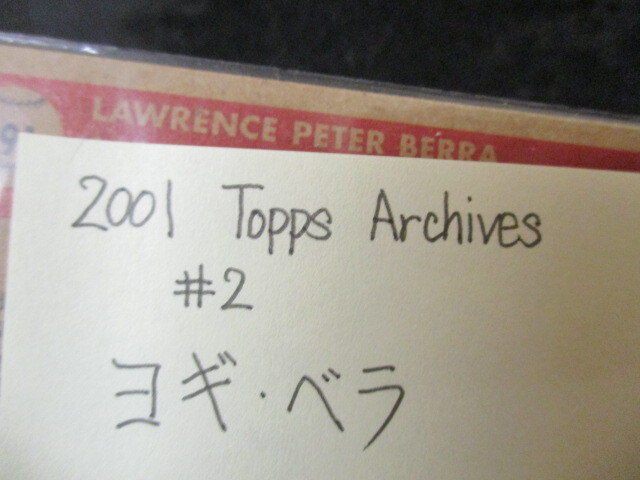 LAWRENCE PETER BERRA
2001 Topps Archives
#2
ヨギ・ベラ